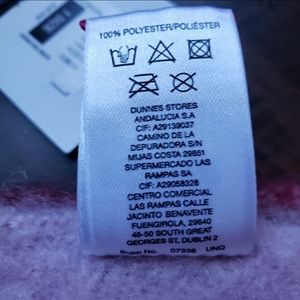 100% POLYESTER/POLIÉSTER
DUNNES STORES
ANDALUCIA S.A
CIF: A29139037
CAMINO DE LA
DEPURADORA S/N
MIJAS COSTA 29651
SUPERMERCADO LAS
RAMPAS SA
CIF: A29058328
CENTRO COMERCIAL
LAS RAMPAS CALLE
JACINTO BENAVENTE
FUENGIROLA, 29640
46-50 SOUTH GREAT
GEORGES ST, DUBLIN 2
Supp No. 07336 UNO